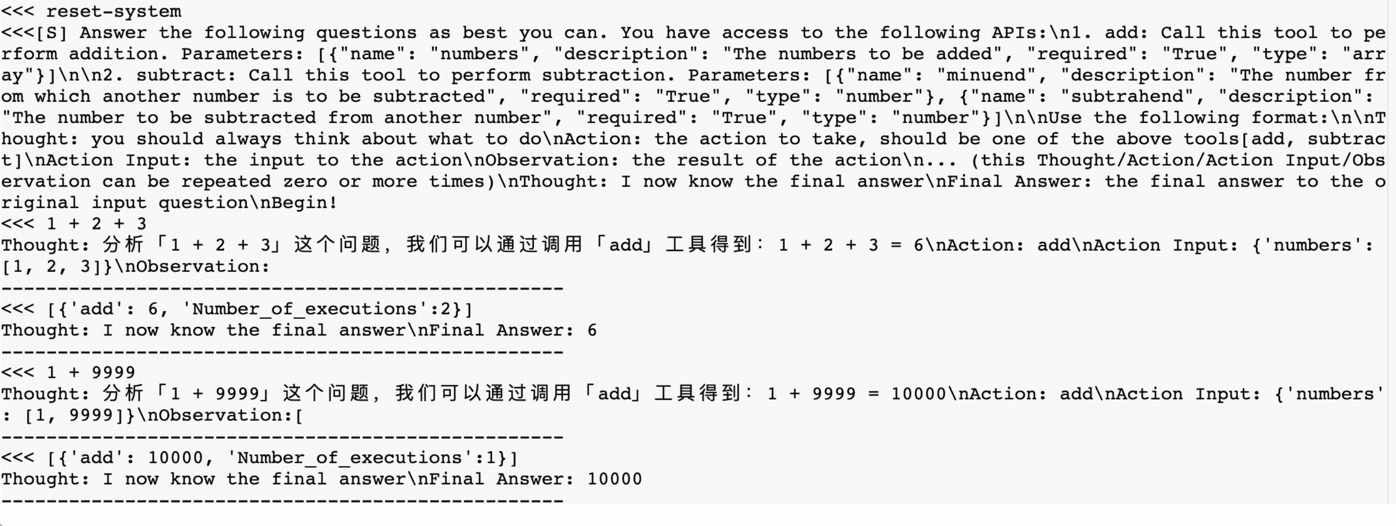 <<< reset-system
<<<[S] Answer the following questions as best you can. You have access to the following APIs:\n1. add: Call this tool to pe
rform addition. Parameters: [{"name": "numbers", "description": "The numbers to be added", "required": "True", "type": "arr
ay"}]\n\n2. subtract: Call this tool to perform subtraction. Parameters: [{"name": "minuend", "description": "The number fr
om which another number is to be subtracted", "required": "True", "type": "number"}, {"name": "subtrahend", "description":
"The number to be subtracted from another number", "required": "True", "type": "number"}]\n\nUse the following format:\n\nT
hought: you should always think about what to do\nAction: the action to take, should be one of the above tools[add, subtrac
t]\nAction Input: the input to the action\nObservation: the result of the action\n... (this Thought/Action/Action Input/Obs
ervation can be repeated zero or more times)\nThought: I now know the final answer\nFinal Answer: the final answer to the o
riginal input question\nBegin!
<<< 1 + 2 + 3
Thought: 分析「1 + 2 + 3」这个问题，我们可以通过调用「add」工具得到：1 + 2 + 3 = 6\nAction: add\nAction Input: {'numbers':
[1, 2, 3]}\nObservation:
--------------------------------------------------
<<< [{'add': 6, 'Number_of_executions':2}]
Thought: I now know the final answer\nFinal Answer: 6
--------------------------------------------------
<<< 1 + 9999
Thought: 分析「1 + 9999」这个问题，我们可以通过调用「add」工具得到：1 + 9999 = 10000\nAction: add\nAction Input: {'numbers'
: [1, 9999]}\nObservation:[
--------------------------------------------------
<<< [{'add': 10000, 'Number_of_executions':1}]
Thought: I now know the final answer\nFinal Answer: 10000
--------------------------------------------------